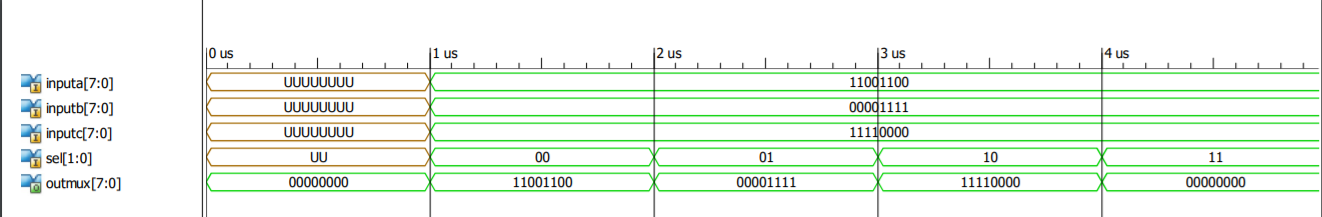 0 us 1 us 2 us 3 us 4 us
inputa[7:0] UUUUUUUU 11001100
inputb[7:0] UUUUUUUU 00001111
inputc[7:0] UUUUUUUU 11110000
sel[1:0] UU 00 01 10 11
outmux[7:0] 00000000 11001100 00001111 11110000 00000000